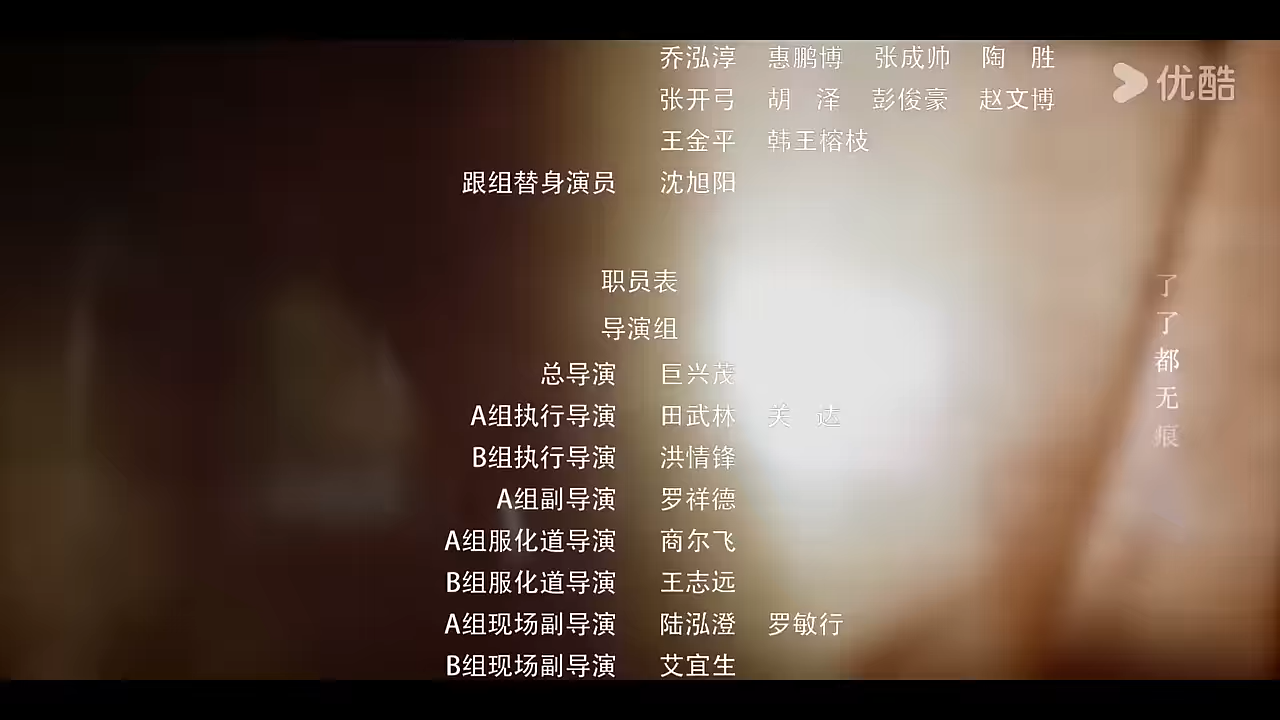 乔泓淳 惠鹏博 张成帅 陶 胜
张开弓 胡 泽 彭俊豪 赵文博
王金平 韩王榕枝
跟组替身演员 沈旭阳
优酷
职员表
导演组
总导演 巨兴茂
A组执行导演 田武林 关 达
B组执行导演 洪情锋
A组副导演 罗祥德
A组服化道导演 商尔飞
B组服化道导演 王志远
A组现场副导演 陆泓澄 罗敏行
B组现场副导演 艾宜生
了了都无痕